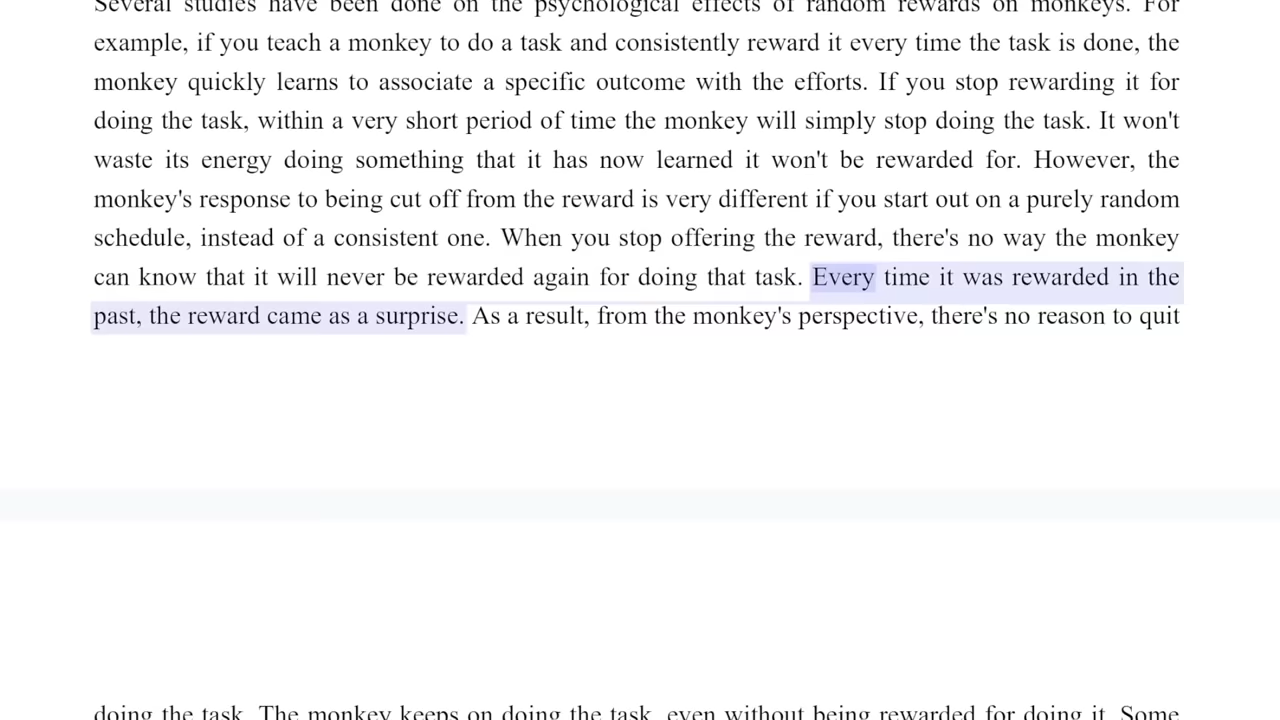 Several studies have been done on the psychological effects of random rewards on monkeys. For
example, if you teach a monkey to do a task and consistently reward it every time the task is done, the
monkey quickly learns to associate a specific outcome with the efforts. If you stop rewarding it for
doing the task, within a very short period of time the monkey will simply stop doing the task. It won't
waste its energy doing something that it has now learned it won't be rewarded for. However, the
monkey's response to being cut off from the reward is very different if you start out on a purely random
schedule, instead of a consistent one. When you stop offering the reward, there's no way the monkey
can know that it will never be rewarded again for doing that task. Every time it was rewarded in the
past, the reward came as a surprise. As a result, from the monkey's perspective, there's no reason to quit
doing the task. The monkey keeps on doing the task, even without being rewarded for doing it. Some